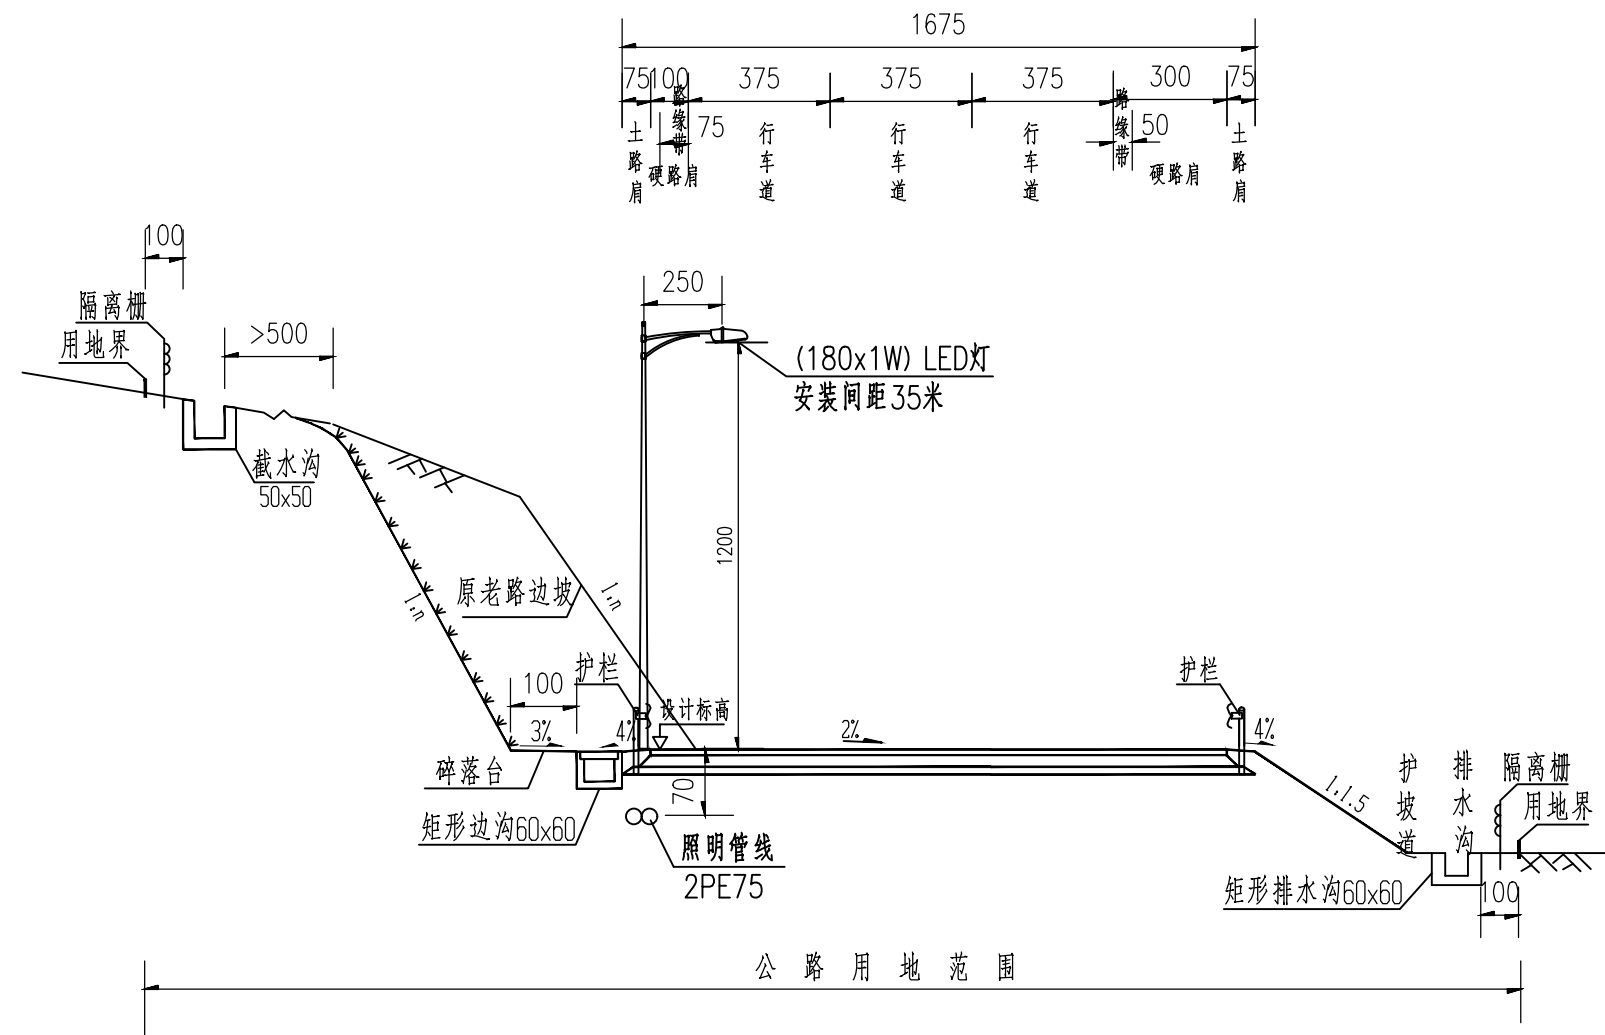 1675
75
100
375
375
375
300
75
路缘带
75
路缘带
50
土路肩
硬路肩
行车道
行车道
行车道
硬路肩
土路肩
100
隔离栅
用地界
>500
250
(180x1W) LED灯
安装间距35米
截水沟
50x50
1200
原老路边坡
1:n
1:n
护栏
护栏
100
设计标高
3%
4%
2%
4%
碎落台
70
矩形边沟60x60
照明管线
2PE75
1:1.5
护坡道
排水沟
隔离栅
用地界
矩形排水沟60x60
100
公路用地范围